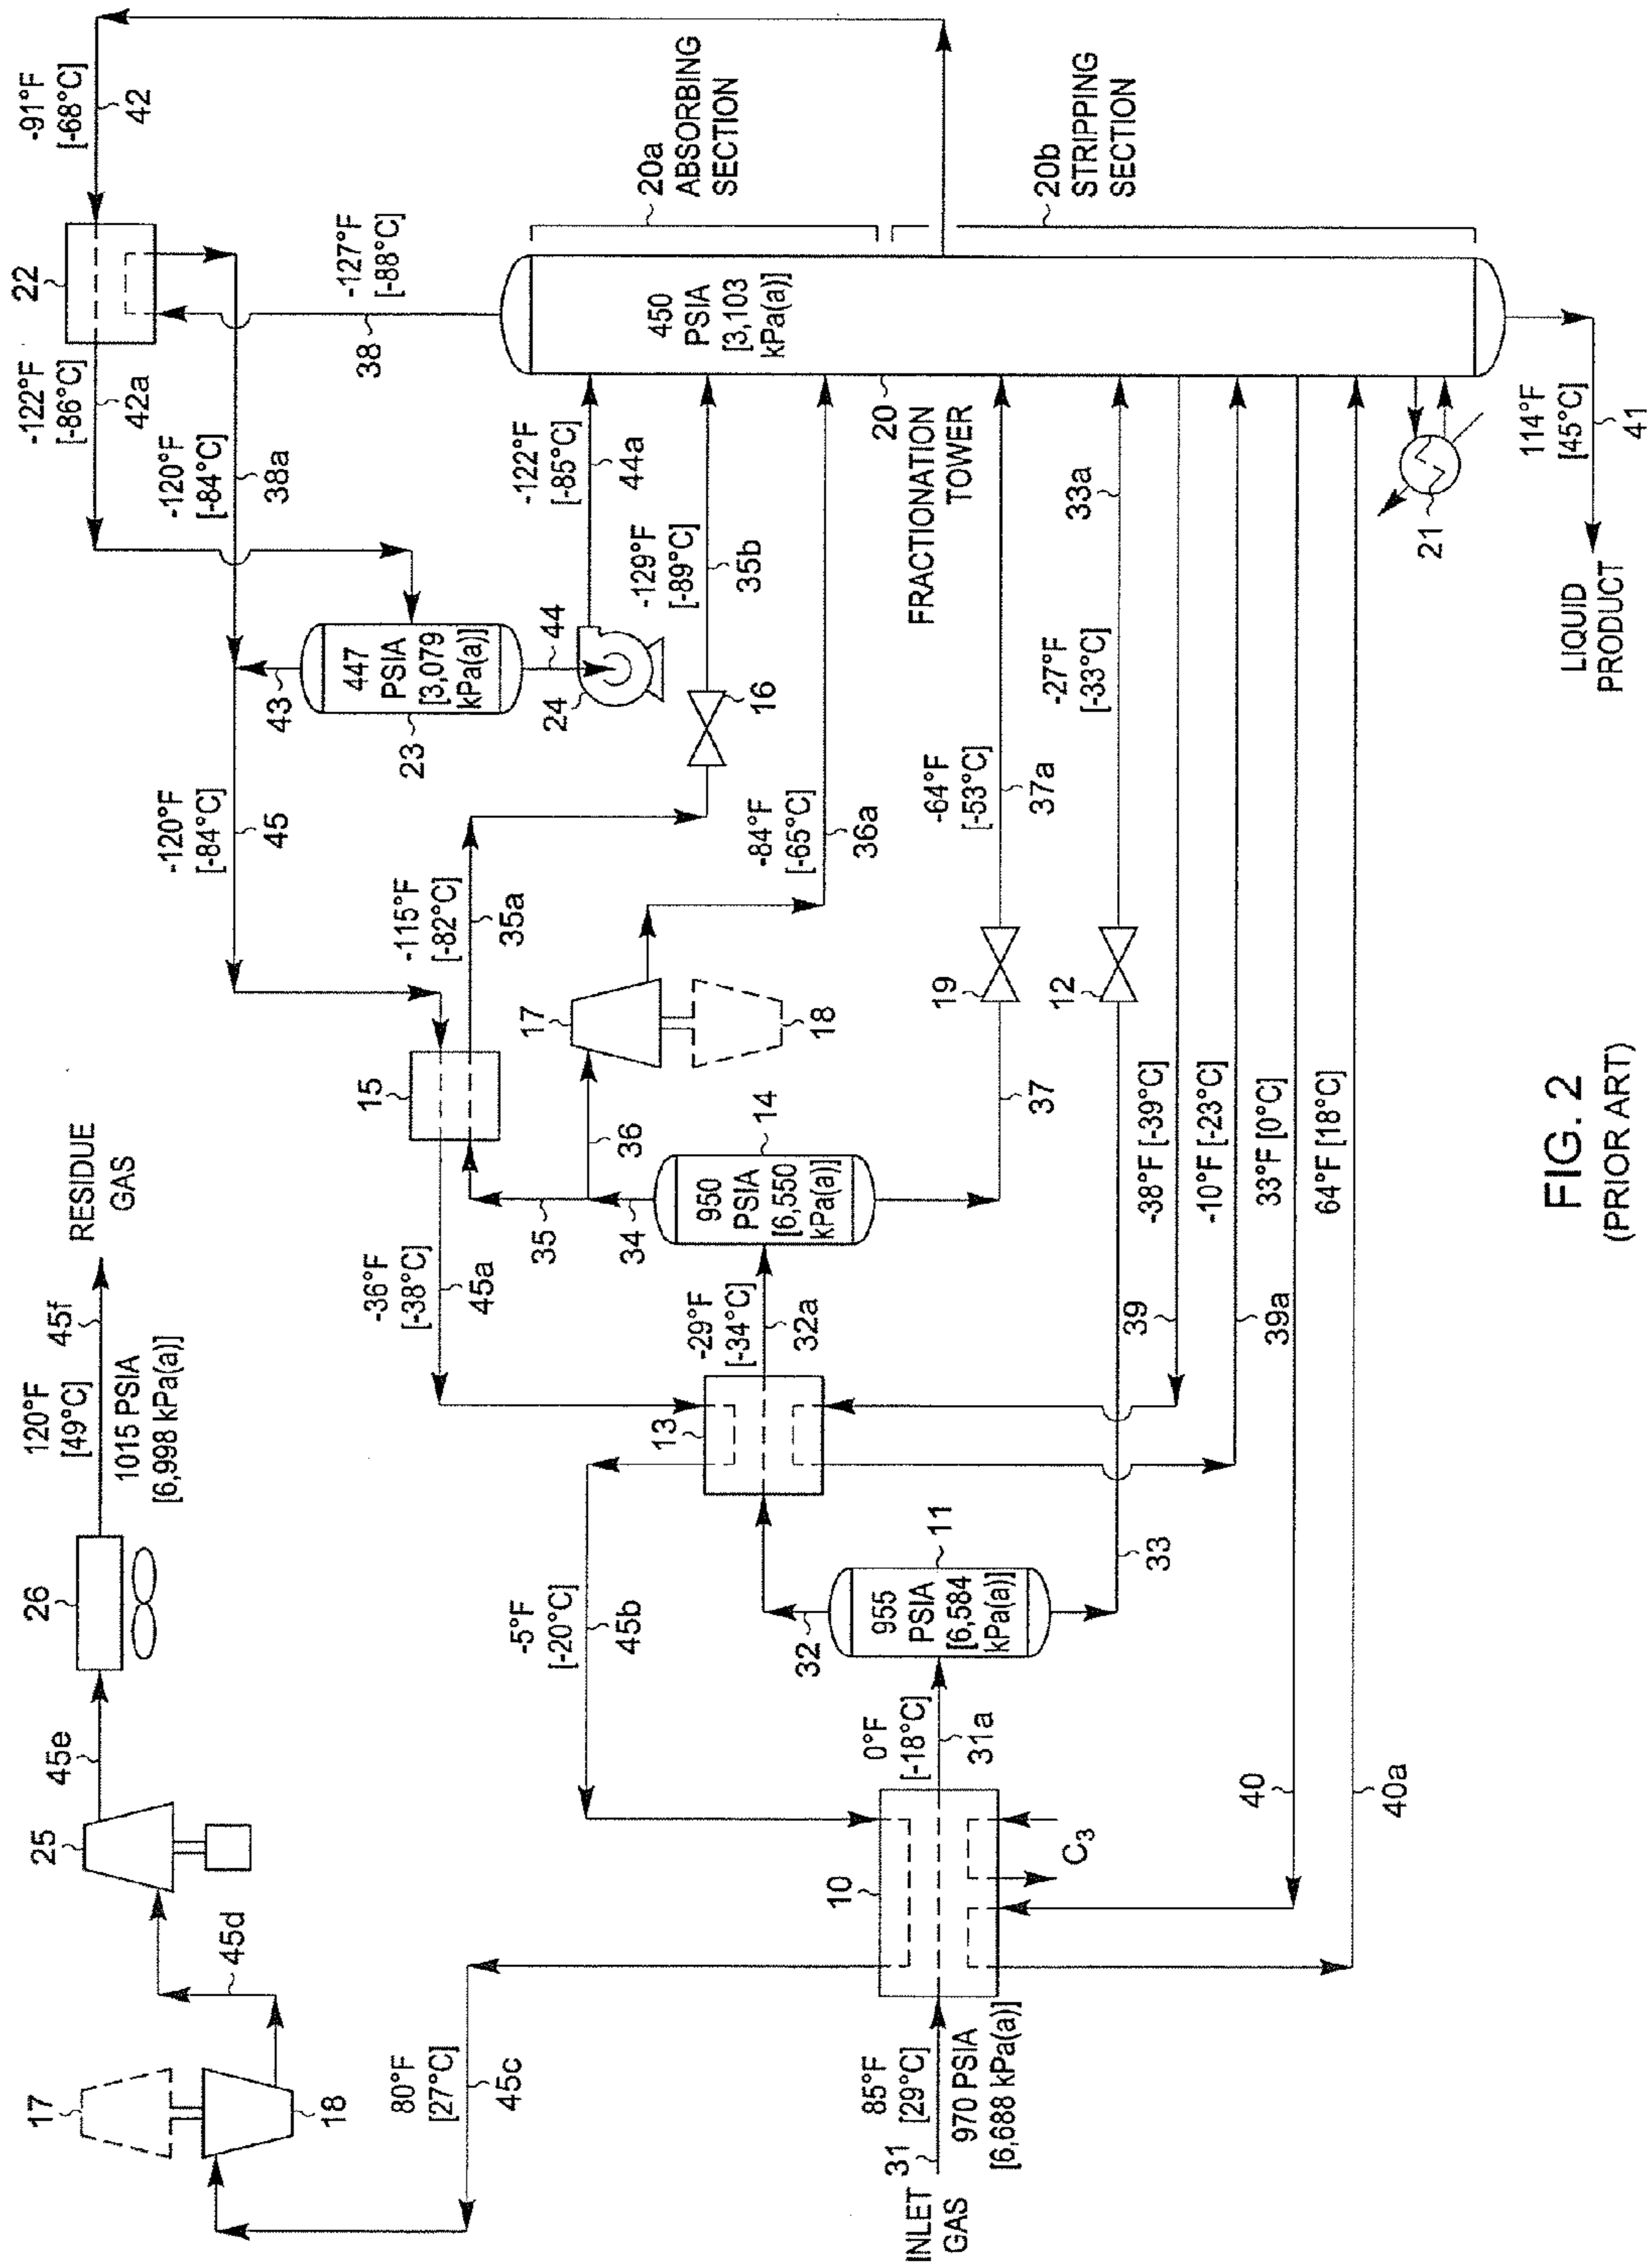 RESIDUE
GAS
120°F
[49°C]
45f
1015 PSIA
[6,998 kPa(a)]
26
45e
25
45d
17
18
80°F
[27°C]
45c
-91°F
[-68°C]
42
22
-122°F
[-86°C]
42a
-127°F
[-88°C]
38
-120°F
[-84°C]
38a
-120°F
[-84°C]
45
43
447
PSIA
[3,079
kPa(a)]
23
44
24
-122°F
[-85°C]
44a
-129°F
[-89°C]
35b
16
-115°F
[-82°C]
35a
15
-36°F
[-38°C]
45a
17
18
-84°F
[-65°C]
36a
36
35
34
950
PSIA
[6,550
kPa(a)]
14
-29°F
[-34°C]
32a
13
-5°F
[-20°C]
45b
32
955
PSIA
[6,584
kPa(a)]
11
0°F
[-18°C]
31a
10
C3
85°F
[29°C]
31
INLET
GAS
970 PSIA
[6,688 kPa(a)]
37
19
-64°F
[-53°C]
37a
33
12
-27°F
[-33°C]
33a
-38°F [-39°C]
39
-10°F [-23°C]
39a
33°F [0°C]
40
64°F [18°C]
40a
450
PSIA
[3,103
kPa(a)]
20
FRACTIONATION
TOWER
20a
ABSORBING
SECTION
20b
STRIPPING
SECTION
21
114°F
[45°C]
41
LIQUID
PRODUCT
FIG. 2
(PRIOR ART)